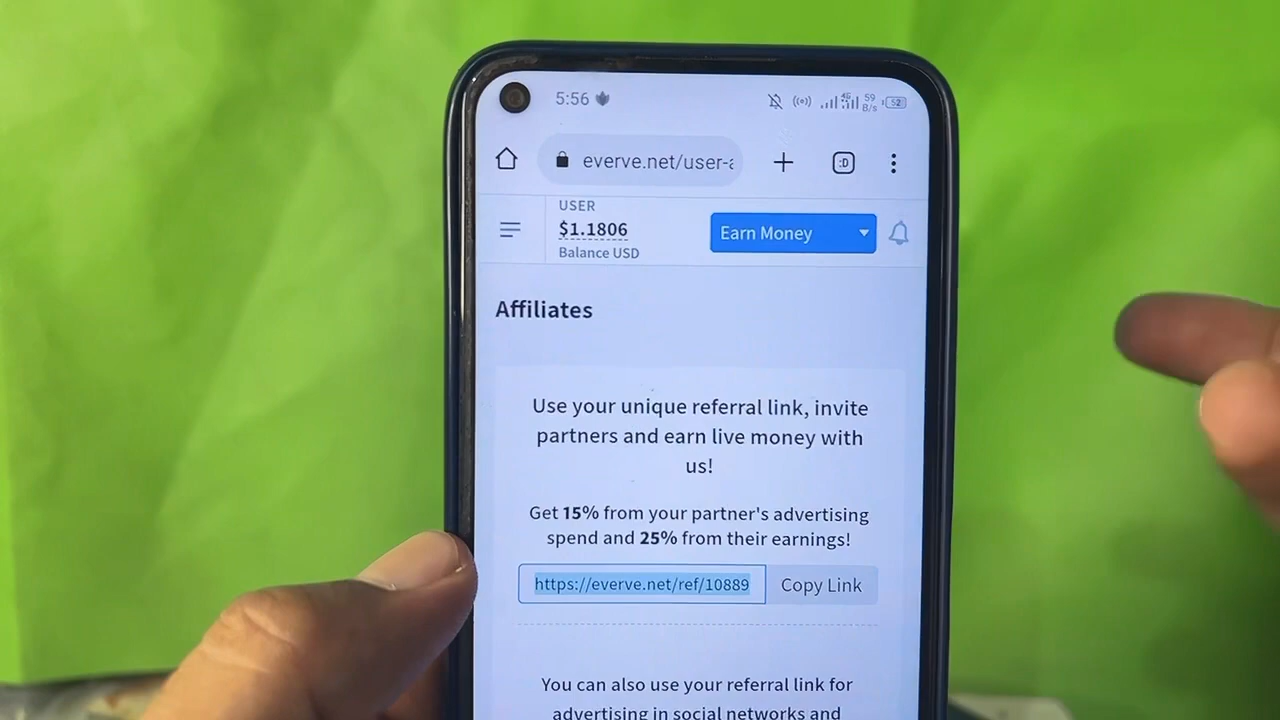 5:56
4G
59
B/s
52
everve.net/user-a
:D
USER
$1.1806
Balance USD
Earn Money
Affiliates
Use your unique referral link, invite
partners and earn live money with
us!
Get 15% from your partner's advertising
spend and 25% from their earnings!
https://everve.net/ref/10889
Copy Link
You can also use your referral link for
advertising in social networks and